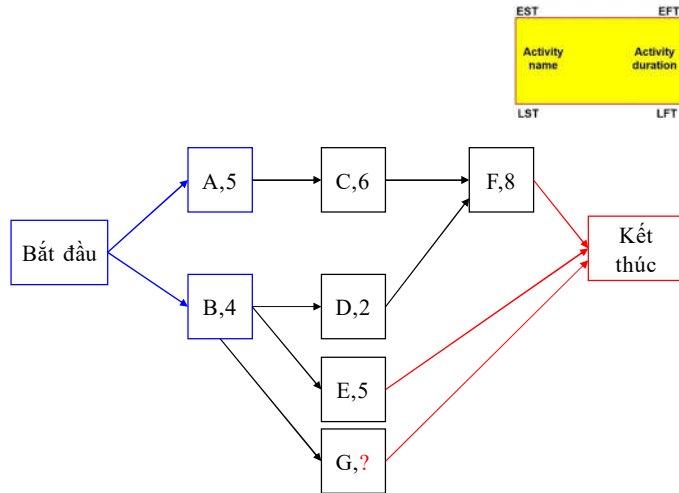 EST EFT
Activity name
Activity duration
LST LFT
A,5
C,6
F,8
Bắt đầu
Kết
thúc
B,4
D,2
E,5
G,?